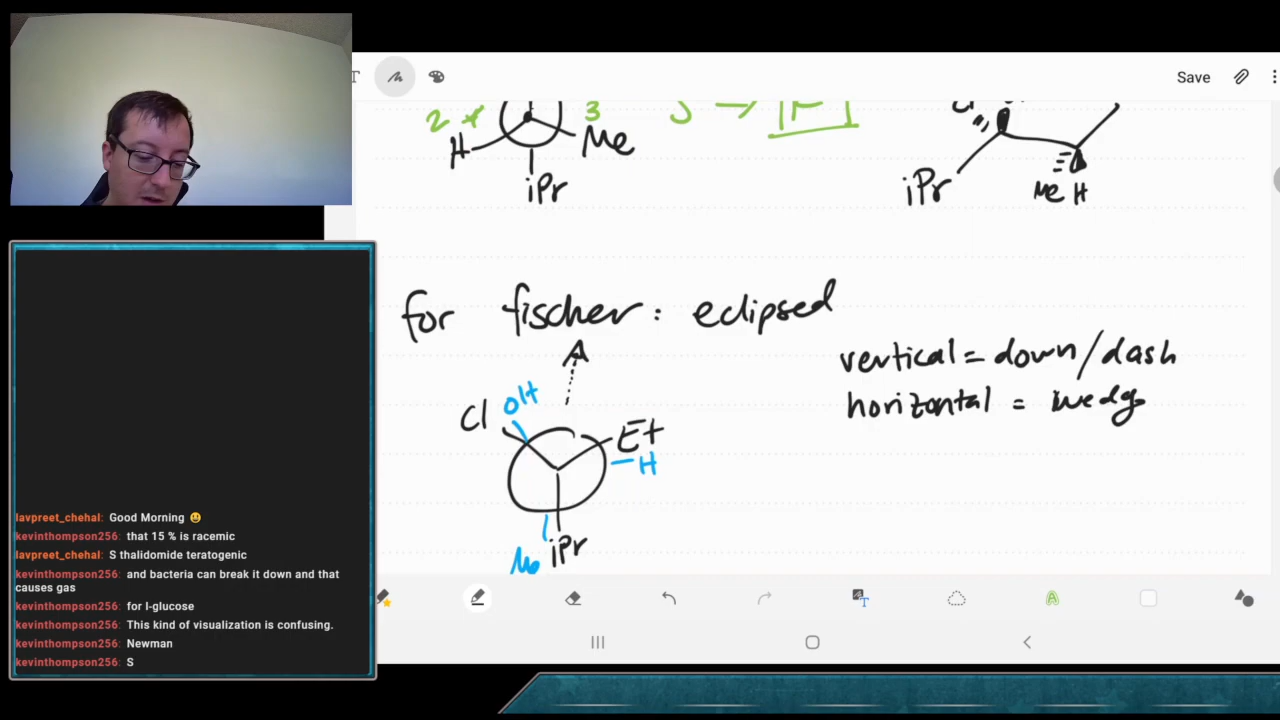 T
Save
2 * 3
H
Me
iPr
iPr
Me H
for fischer: eclipsed
vertical = down/dash
horizontal = wedg
Cl OH
Et
H
Me iPr
lavpreet_chehal: Good Morning 😃
kevinthompson256: that 15 % is racemic
lavpreet_chehal: S thalidomide teratogenic
kevinthompson256: and bacteria can break it down and that
causes gas
kevinthompson256: for l-glucose
kevinthompson256: This kind of visualization is confusing.
kevinthompson256: Newman
kevinthompson256: S
T
A